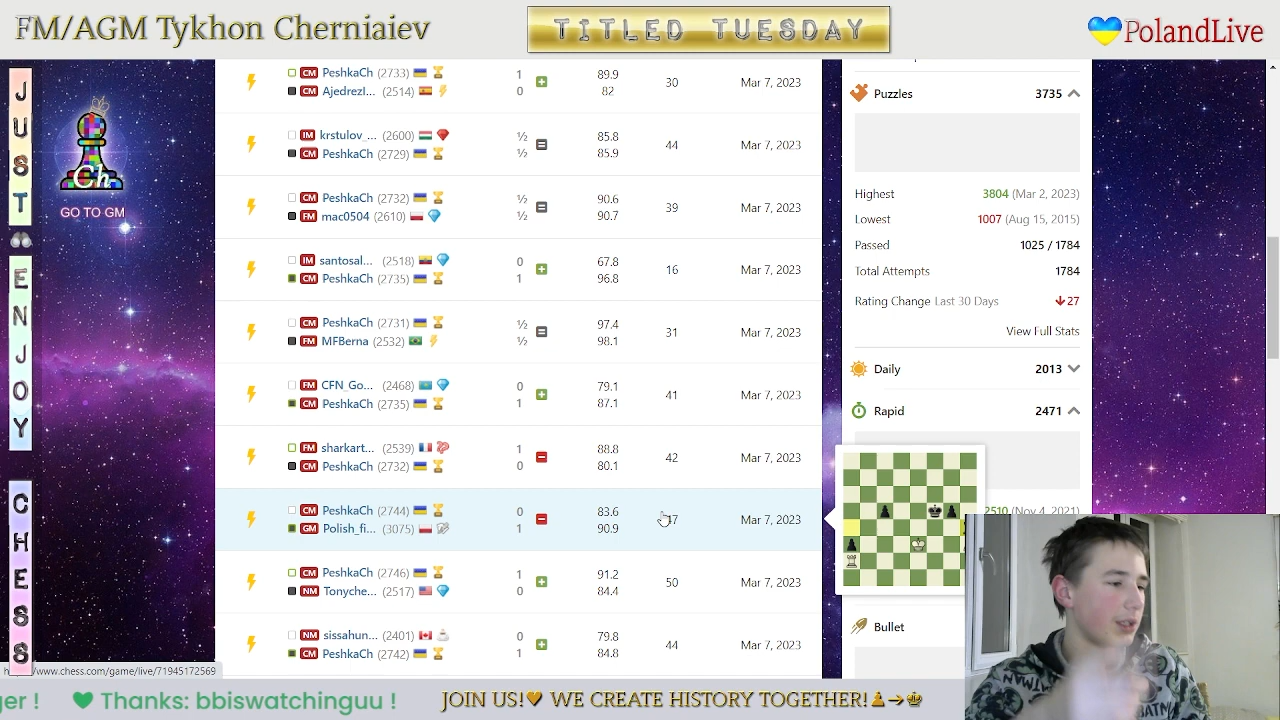 FM/AGM Tykhon Cherniaiev
TITLED TUESDAY
PolandLive
JUST
ENJOY
CHESS
Ch
GO TO GM
CM PeshkaCh (2733) 1 89.9 30 Mar 7, 2023
CM AjedrezI... (2514) 0 82
IM krstulov_... (2600) ½ 85.8 44 Mar 7, 2023
CM PeshkaCh (2729) ½ 85.9
CM PeshkaCh (2732) ½ 90.6 39 Mar 7, 2023
FM mac0504 (2610) ½ 90.7
IM santosal... (2518) 0 67.8 16 Mar 7, 2023
CM PeshkaCh (2735) 1 96.8
CM PeshkaCh (2731) ½ 97.4 31 Mar 7, 2023
FM MFBerna (2532) ½ 98.1
FM CFN_Go... (2468) 0 79.1 41 Mar 7, 2023
CM PeshkaCh (2735) 1 87.1
FM sharkart... (2539) 1 88.8 42 Mar 7, 2023
CM PeshkaCh (2732) 0 .1
CM PeshkaCh (2744) 0 83.6 Mar 7, 2023
GM Polish_fi... (3075) 1 90.9
CM PeshkaCh (2746) 1 91.2 50 Mar 7, 2023
NM Tonyche... (2517) 0 84.4
NM sissahun... (2401) 0 79.8 44 Mar 7, 2023
CM PeshkaCh (2742) 1 84.8
Puzzles 3735
Highest 3804 (Mar 2, 2023)
Lowest 1007 (Aug 15, 2015)
Passed 1025 / 1784
Total Attempts 1784
Rating Change Last 30 Days 27
View Full Stats
Daily 2013
Rapid 2471
2510 (Nov 4, 2021)
Bullet
www.chess.com/game/live/71945172569
ger ! Thanks: bbiswatchinguu !
JOIN US! WE CREATE HISTORY TOGETHER!